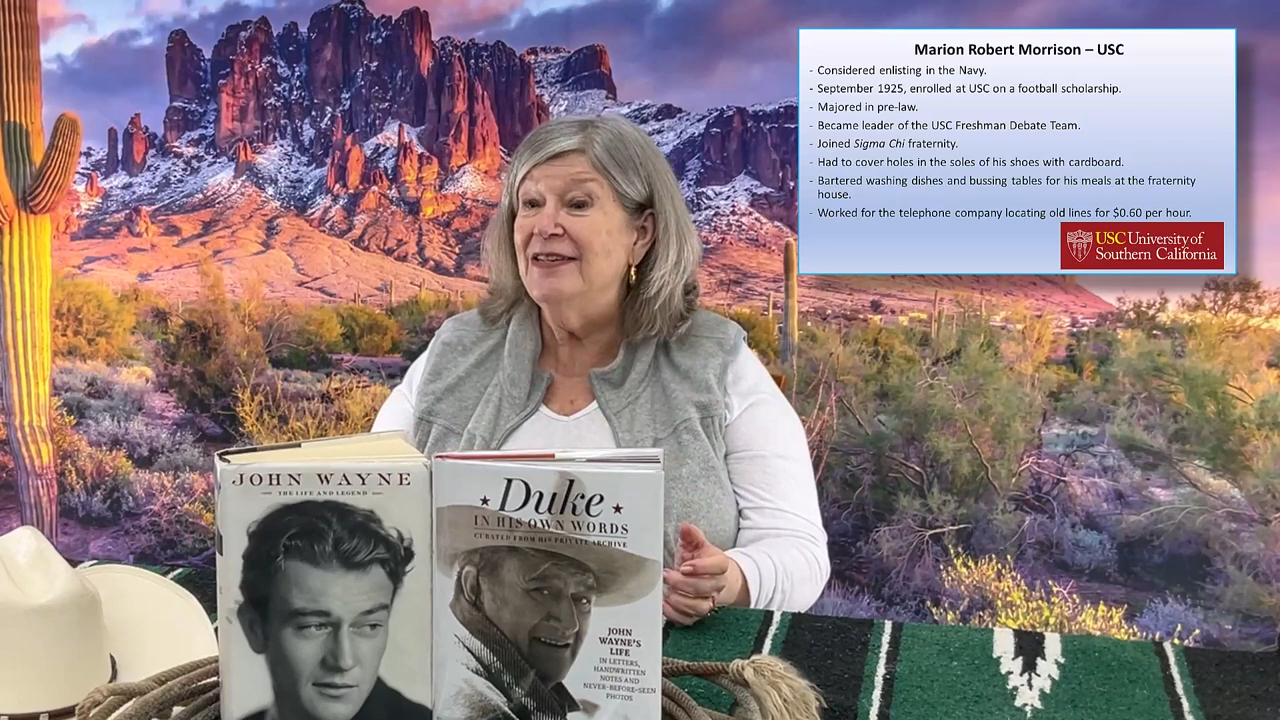 Marion Robert Morrison – USC
- Considered enlisting in the Navy.
- September 1925, enrolled at USC on a football scholarship.
- Majored in pre-law.
- Became leader of the USC Freshman Debate Team.
- Joined Sigma Chi fraternity.
- Had to cover holes in the soles of his shoes with cardboard.
- Bartered washing dishes and bussing tables for his meals at the fraternity
house.
- Worked for the telephone company locating old lines for $0.60 per hour.
USC University of
Southern California
JOHN WAYNE
THE LIFE AND LEGEND
Duke
IN HIS OWN WORDS
CURATED FROM HIS PRIVATE ARCHIVE
JOHN
WAYNE'S
LIFE
IN LETTERS,
HANDWRITTEN
NOTES AND
NEVER-BEFORE-SEEN
PHOTOS